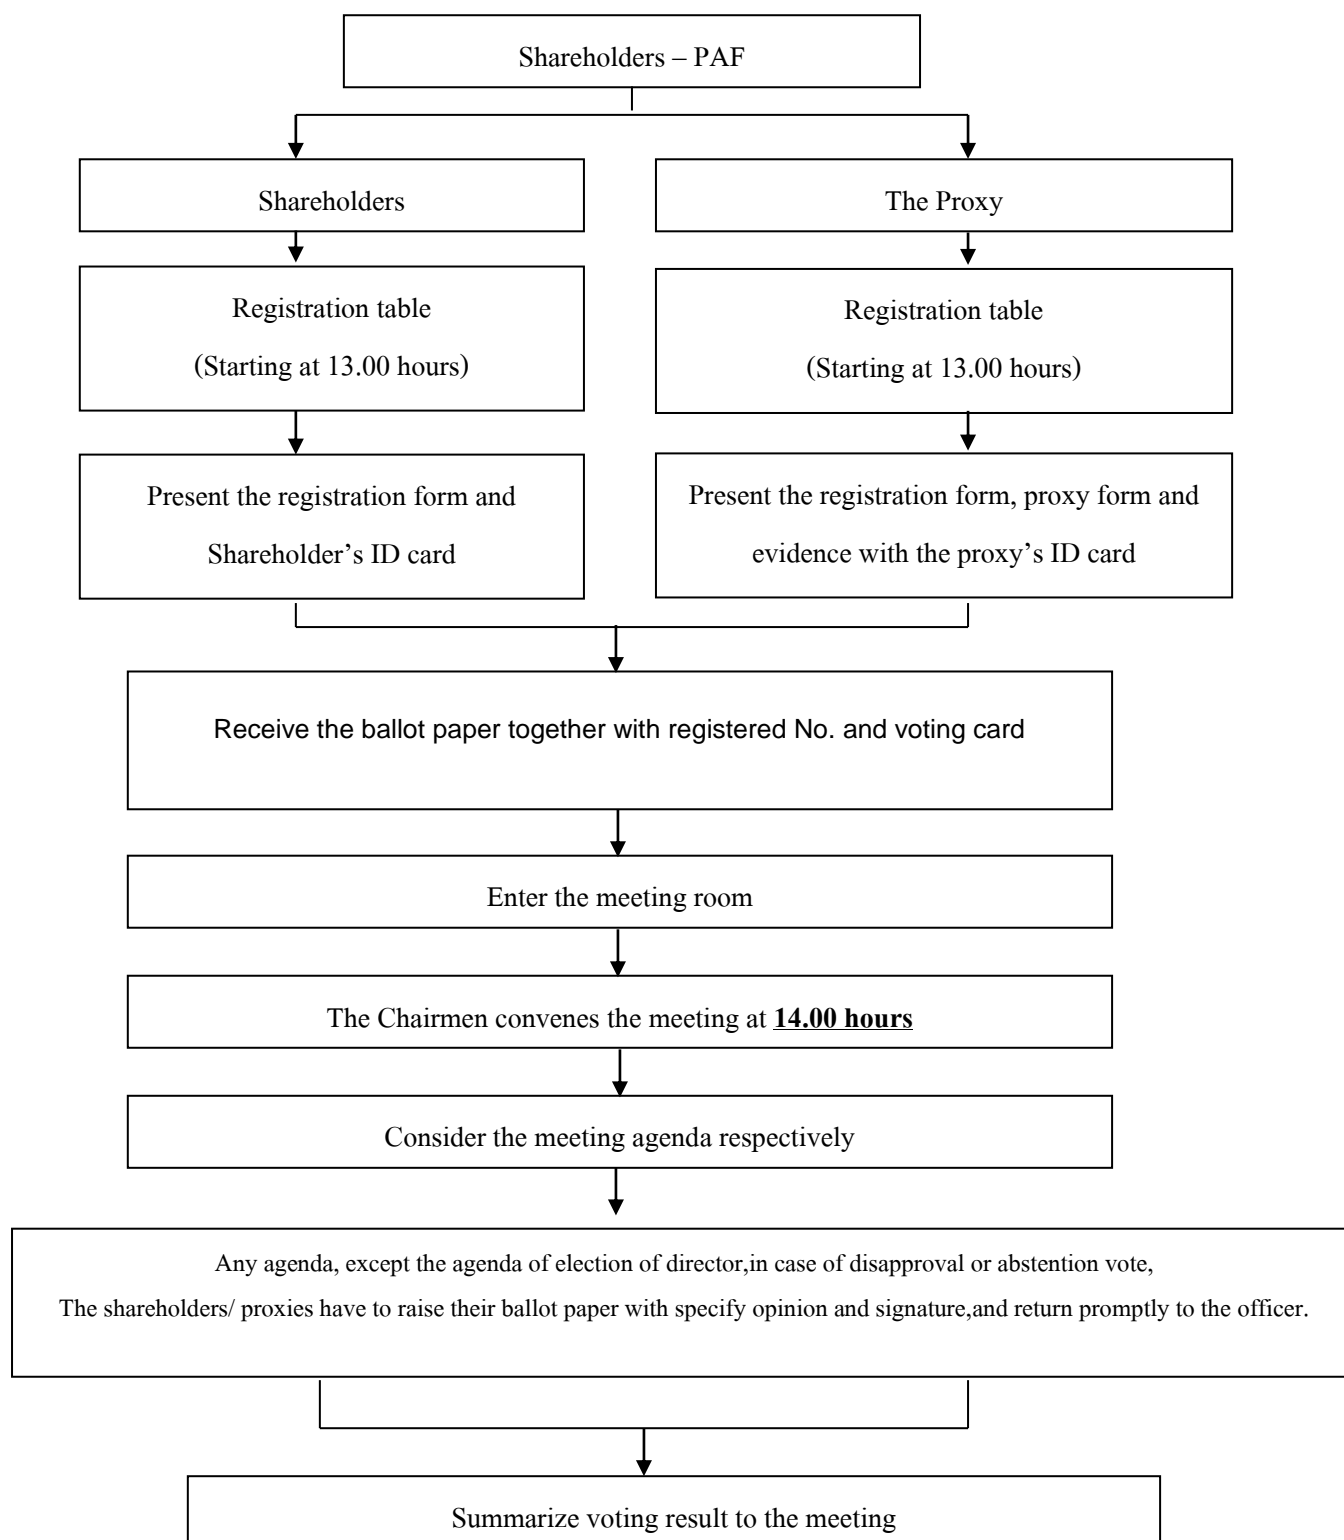 Shareholders – PAF
Shareholders
The Proxy
Registration table
(Starting at 13.00 hours)
Registration table
(Starting at 13.00 hours)
Present the registration form and
Shareholder’s ID card
Present the registration form, proxy form and
evidence with the proxy’s ID card
Receive the ballot paper together with registered No. and voting card
Enter the meeting room
The Chairmen convenes the meeting at 14.00 hours
Consider the meeting agenda respectively
Any agenda, except the agenda of election of director,in case of disapproval or abstention vote,
The shareholders/ proxies have to raise their ballot paper with specify opinion and signature,and return promptly to the officer.
Summarize voting result to the meeting